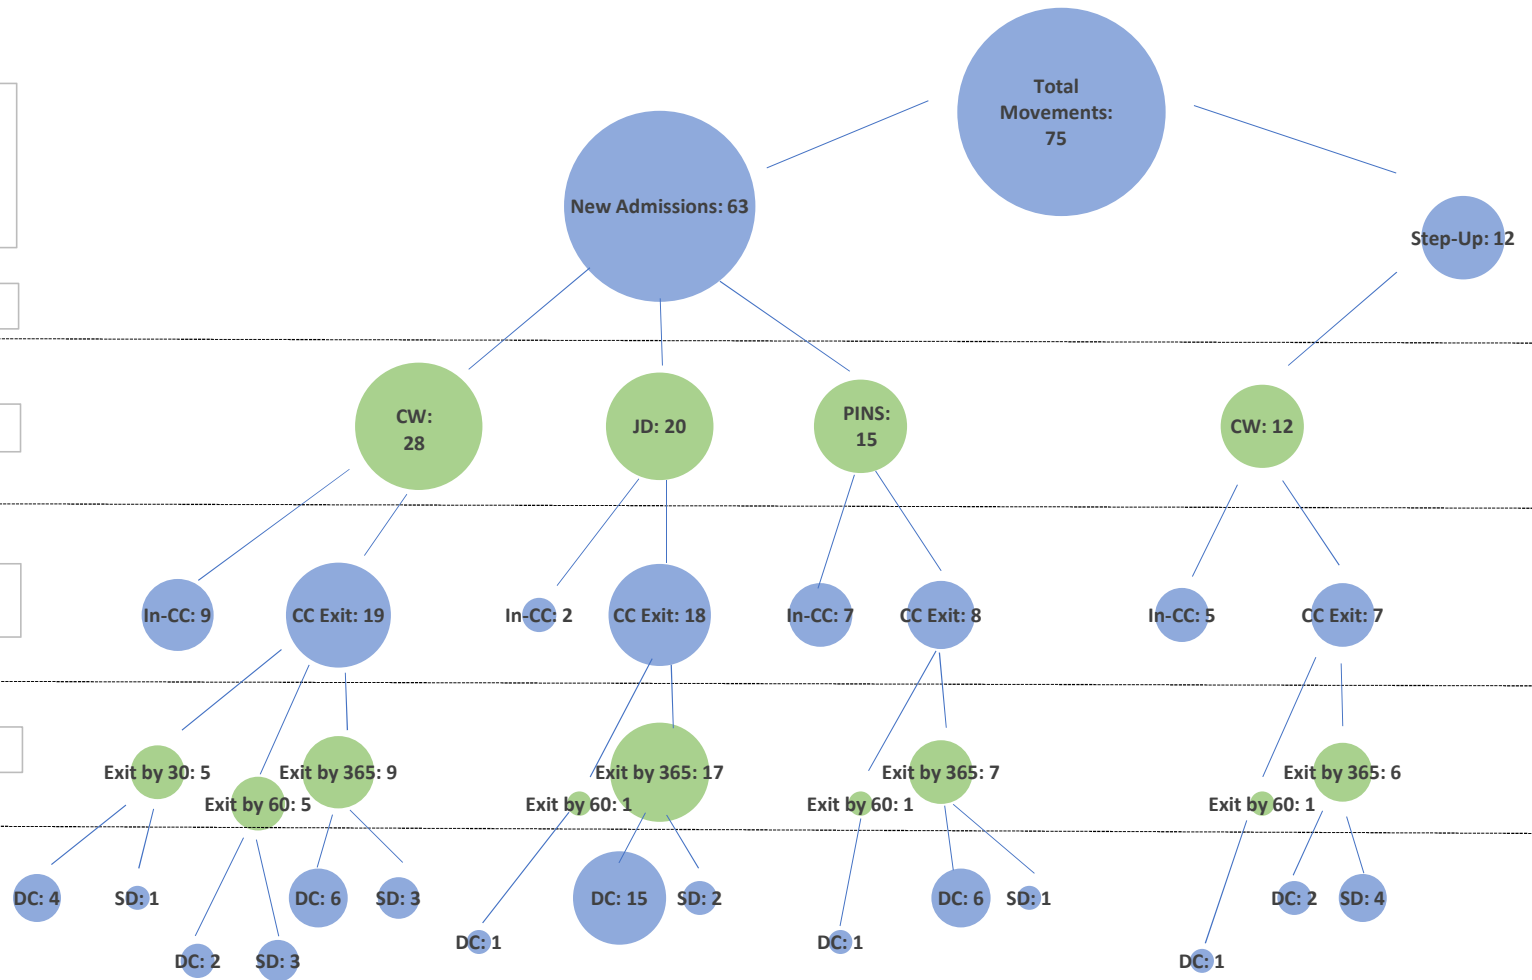 Total
Movements:
75
New Admissions: 63
Step-Up: 12
CW:
28
JD: 20
PINS:
15
CW: 12
In-CC: 9
CC Exit: 19
In-CC: 2
CC Exit: 18
In-CC: 7
CC Exit: 8
In-CC: 5
CC Exit: 7
Exit by 30: 5
Exit by 60: 5
Exit by 365: 9
Exit by 60: 1
Exit by 365: 17
Exit by 60: 1
Exit by 365: 7
Exit by 60: 1
Exit by 365: 6
DC: 4
SD: 1
DC: 2
SD: 3
DC: 6
SD: 3
DC: 1
DC: 15
SD: 2
DC: 1
DC: 6
SD: 1
DC: 1
DC: 2
SD: 4